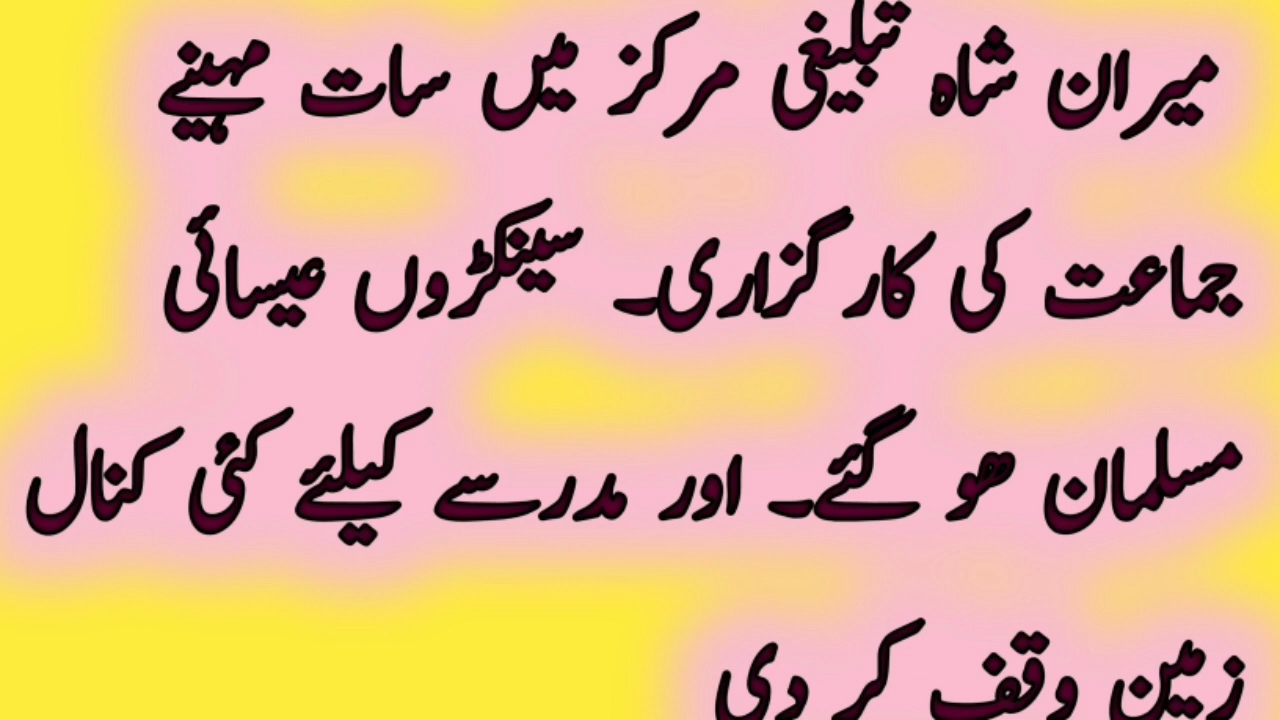 میران شاہ تبلیغی مرکز میں سات مہینے
جماعت کی کار گزاری۔ سینکڑوں عیسائی
مسلمان ھو گئے۔ اور مدرسے کیلئے کئی کنال
زمین وقف کر دی